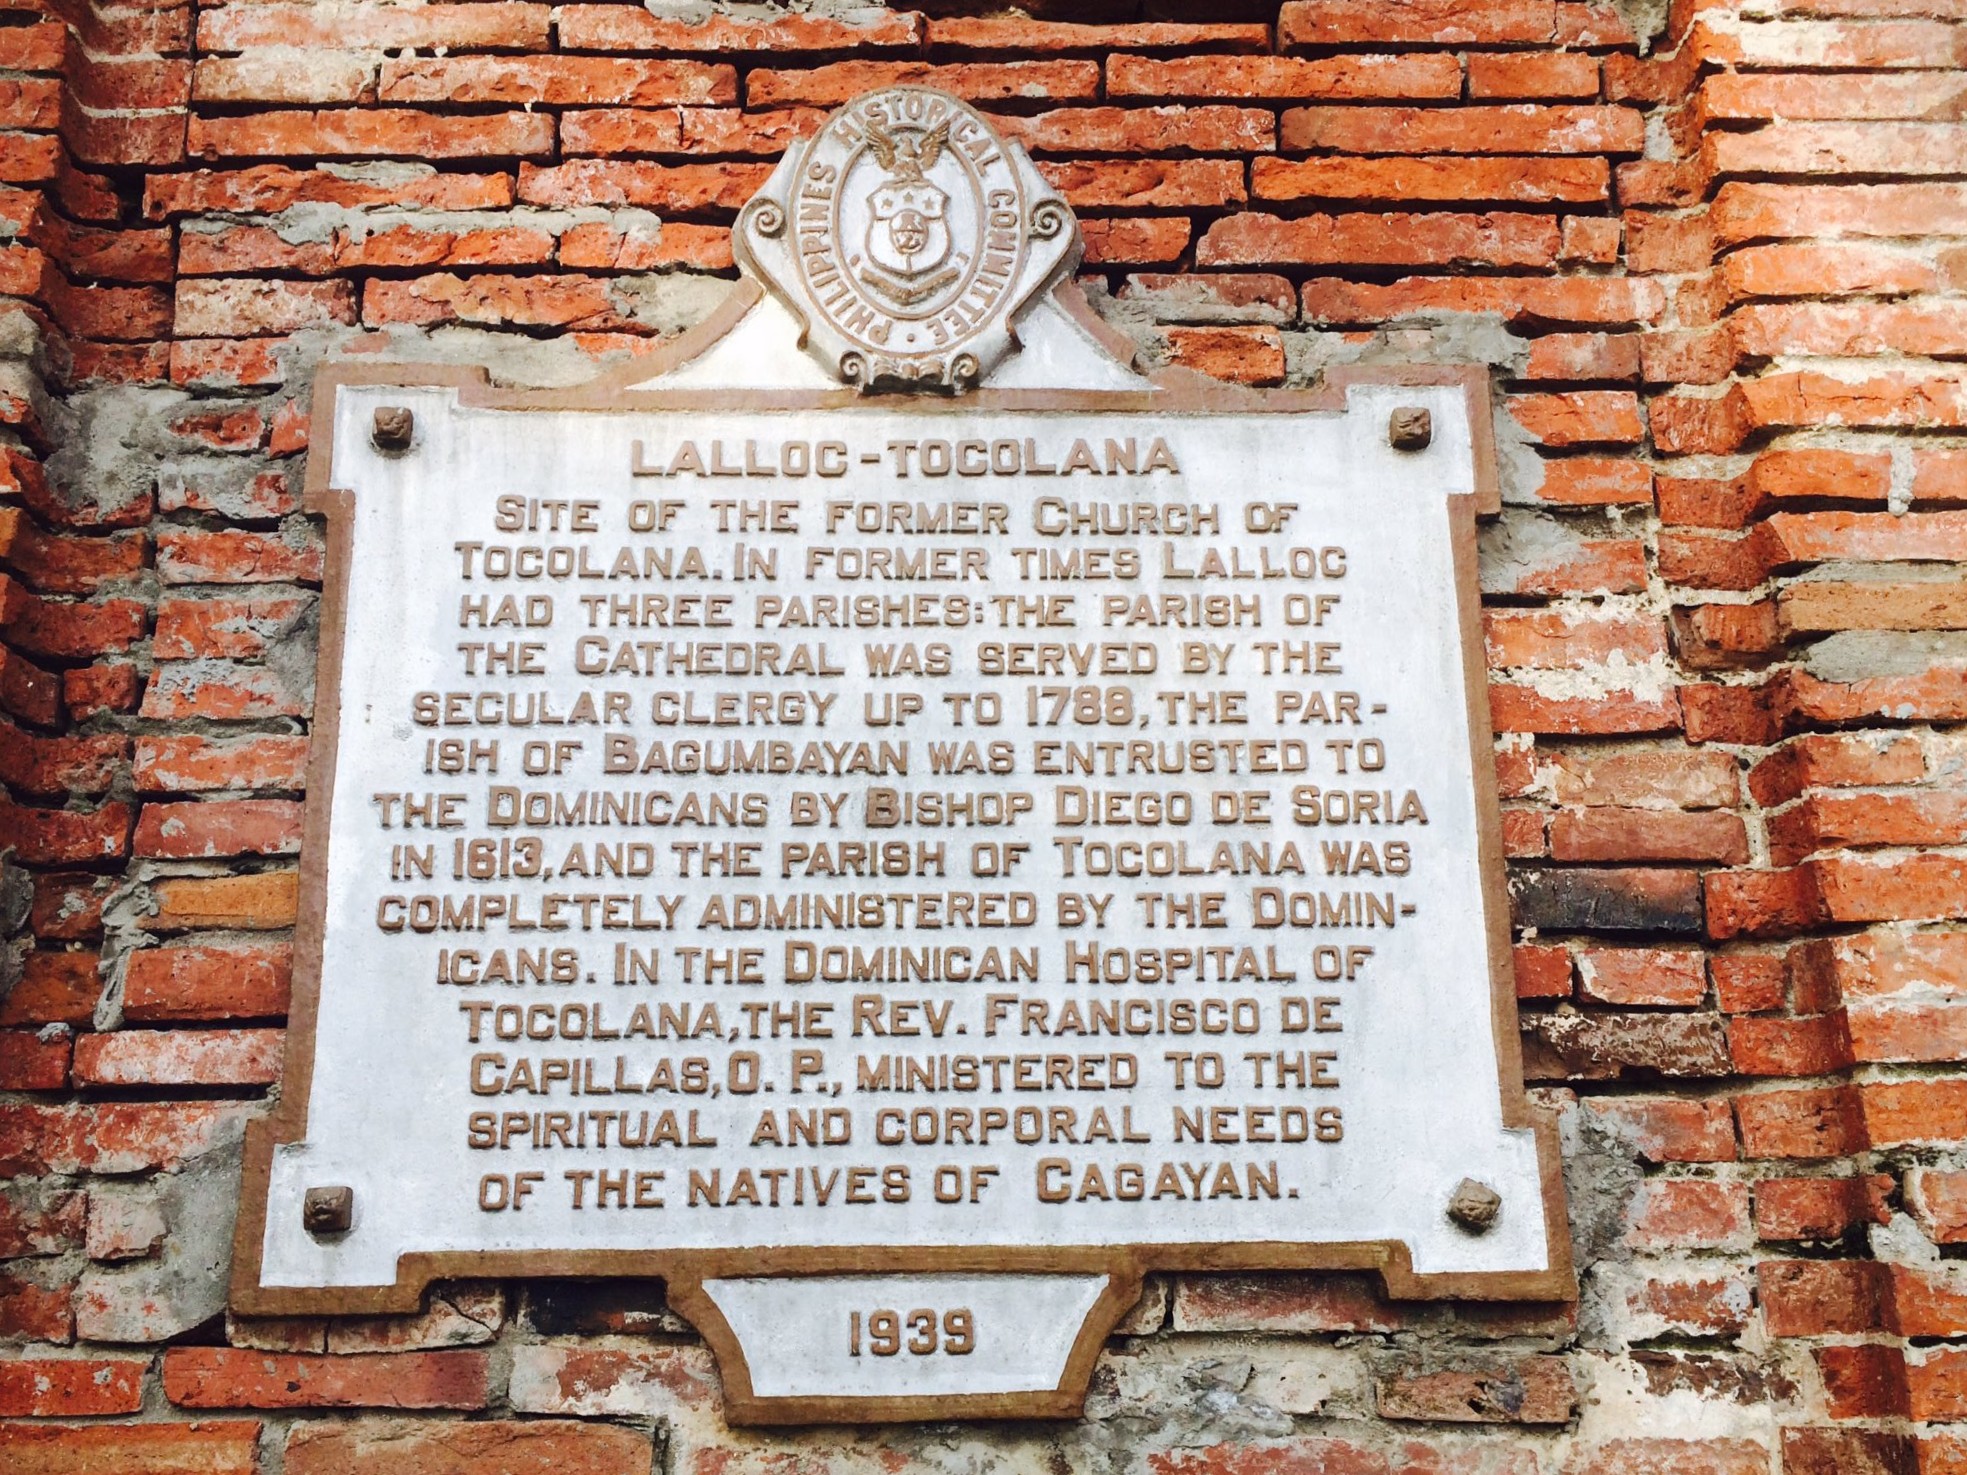 PHILIPPINES HISTORICAL COMMITTEE
LALLOC-TOCOLANA
SITE OF THE FORMER CHURCH OF
TOCOLANA. IN FORMER TIMES LALLOC
HAD THREE PARISHES: THE PARISH OF
THE CATHEDRAL WAS SERVED BY THE
SECULAR CLERGY UP TO 1788, THE PAR-
ISH OF BAGUMBAYAN WAS ENTRUSTED TO
THE DOMINICANS BY BISHOP DIEGO DE SORIA
IN 1613, AND THE PARISH OF TOCOLANA WAS
COMPLETELY ADMINISTERED BY THE DOMIN-
ICANS. IN THE DOMINICAN HOSPITAL OF
TOCOLANA, THE REV. FRANCISCO DE
CAPILLAS, O. P., MINISTERED TO THE
SPIRITUAL AND CORPORAL NEEDS
OF THE NATIVES OF CAGAYAN.
1939